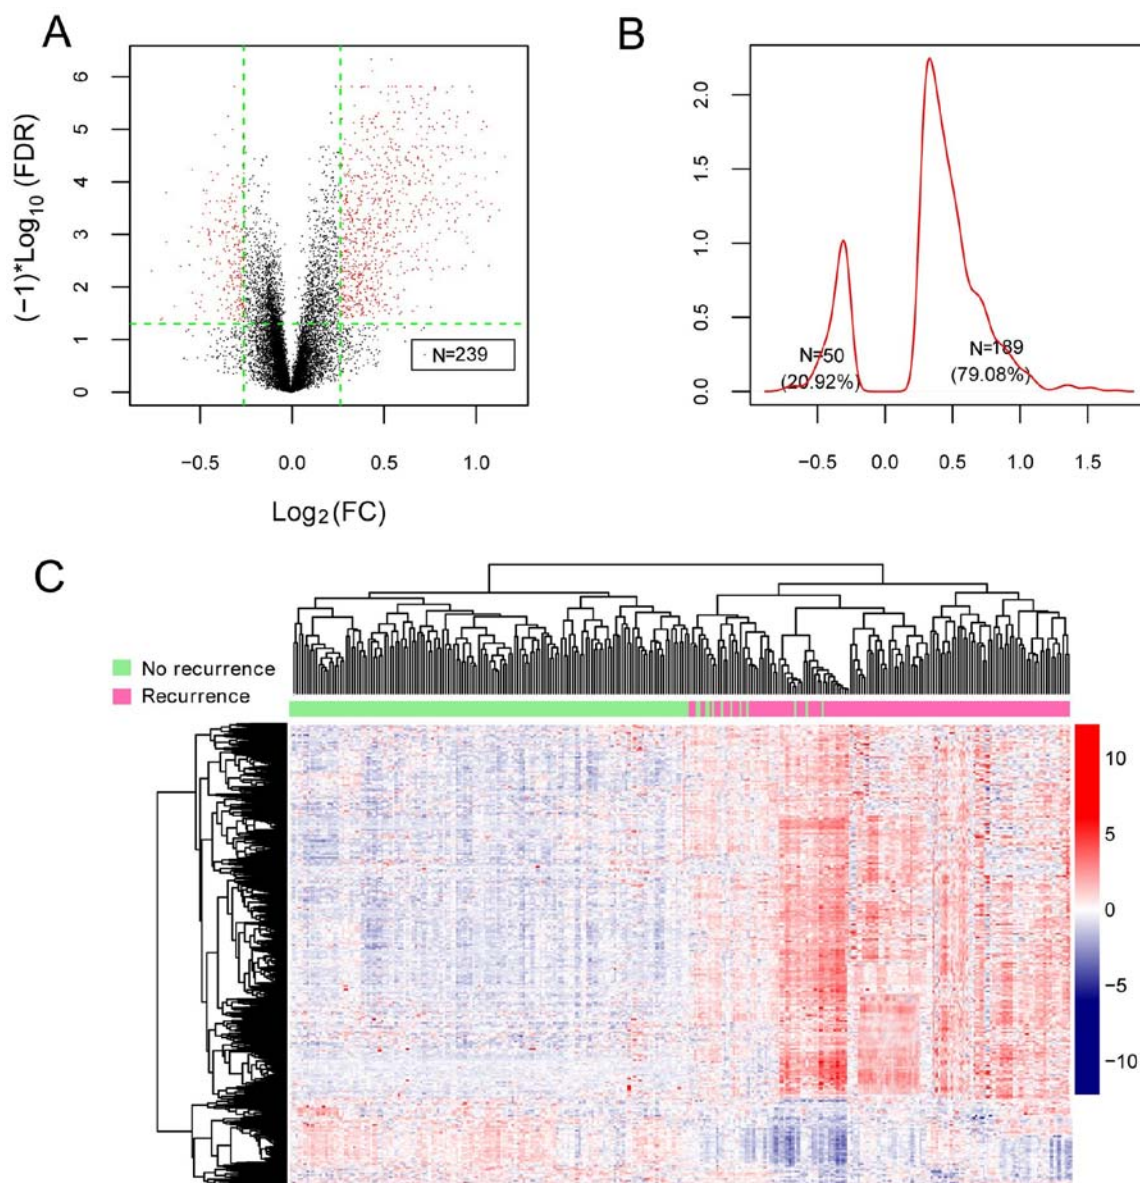 A
6
5
4
3
2
1
0
(−1)*Log10 (FDR)
N=239
−0.5 0.0 0.5 1.0
Log2 (FC)
B
2.0
1.5
1.0
0.5
0.0
N=50
(20.92%)
N=189
(79.08%)
−0.5 0.0 0.5 1.0 1.5
C
No recurrence
Recurrence
10
5
0
−5
−10